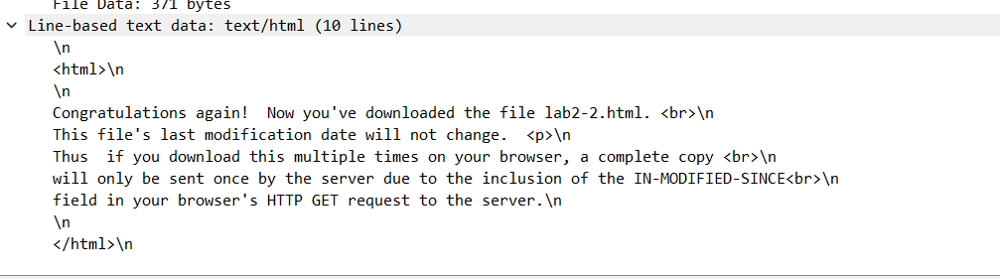 File Data: 371 bytes
Line-based text data: text/html (10 lines)
\n
<html>\n
\n
Congratulations again!  Now you've downloaded the file lab2-2.html. <br>\n
This file's last modification date will not change.  <p>\n
Thus  if you download this multiple times on your browser, a complete copy <br>\n
will only be sent once by the server due to the inclusion of the IN-MODIFIED-SINCE<br>\n
field in your browser's HTTP GET request to the server.\n
\n
</html>\n